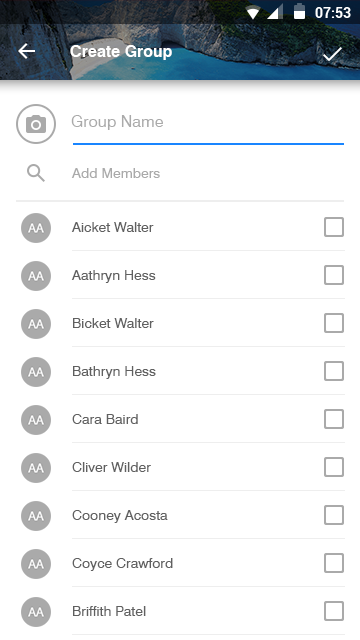 07:53
Create Group
Group Name
Add Members
AA Aicket Walter
AA Aathryn Hess
AA Bicket Walter
AA Bathryn Hess
AA Cara Baird
AA Cliver Wilder
AA Cooney Acosta
AA Coyce Crawford
AA Briffith Patel